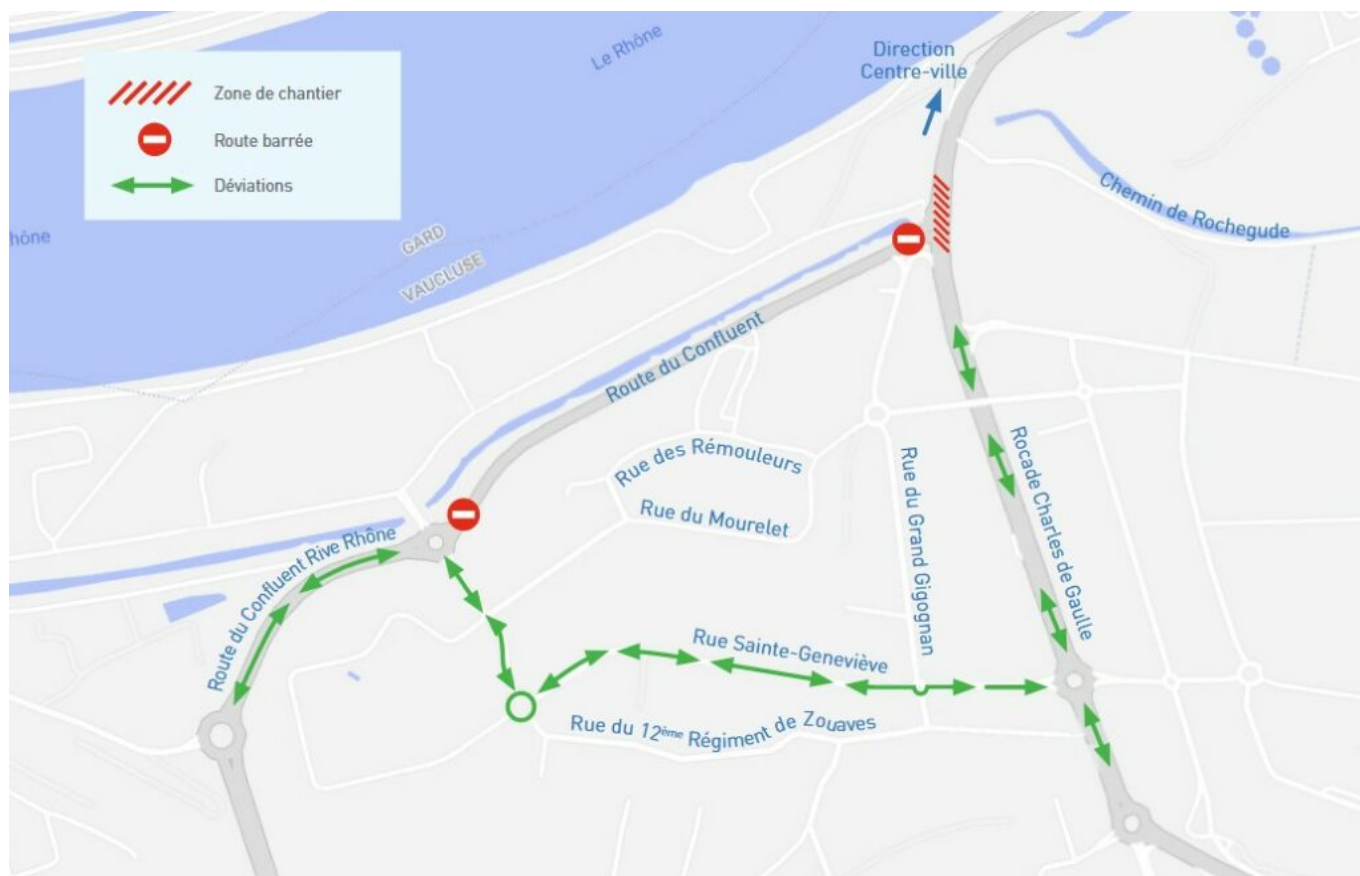 Le Rhône
Direction
Centre-ville
Zone de chantier
Route barrée
Déviations
hône
GARD
VAUCLUSE
Chemin de Rochegude
Route du Confluent
Rue des Rémouleurs
Rue du Mourelet
Rue du Grand Gigognan
Rocade Charles de Gaulle
Route du Confluent Rive Rhône
Rue Sainte-Geneviève
Rue du 12ème Régiment de Zouaves